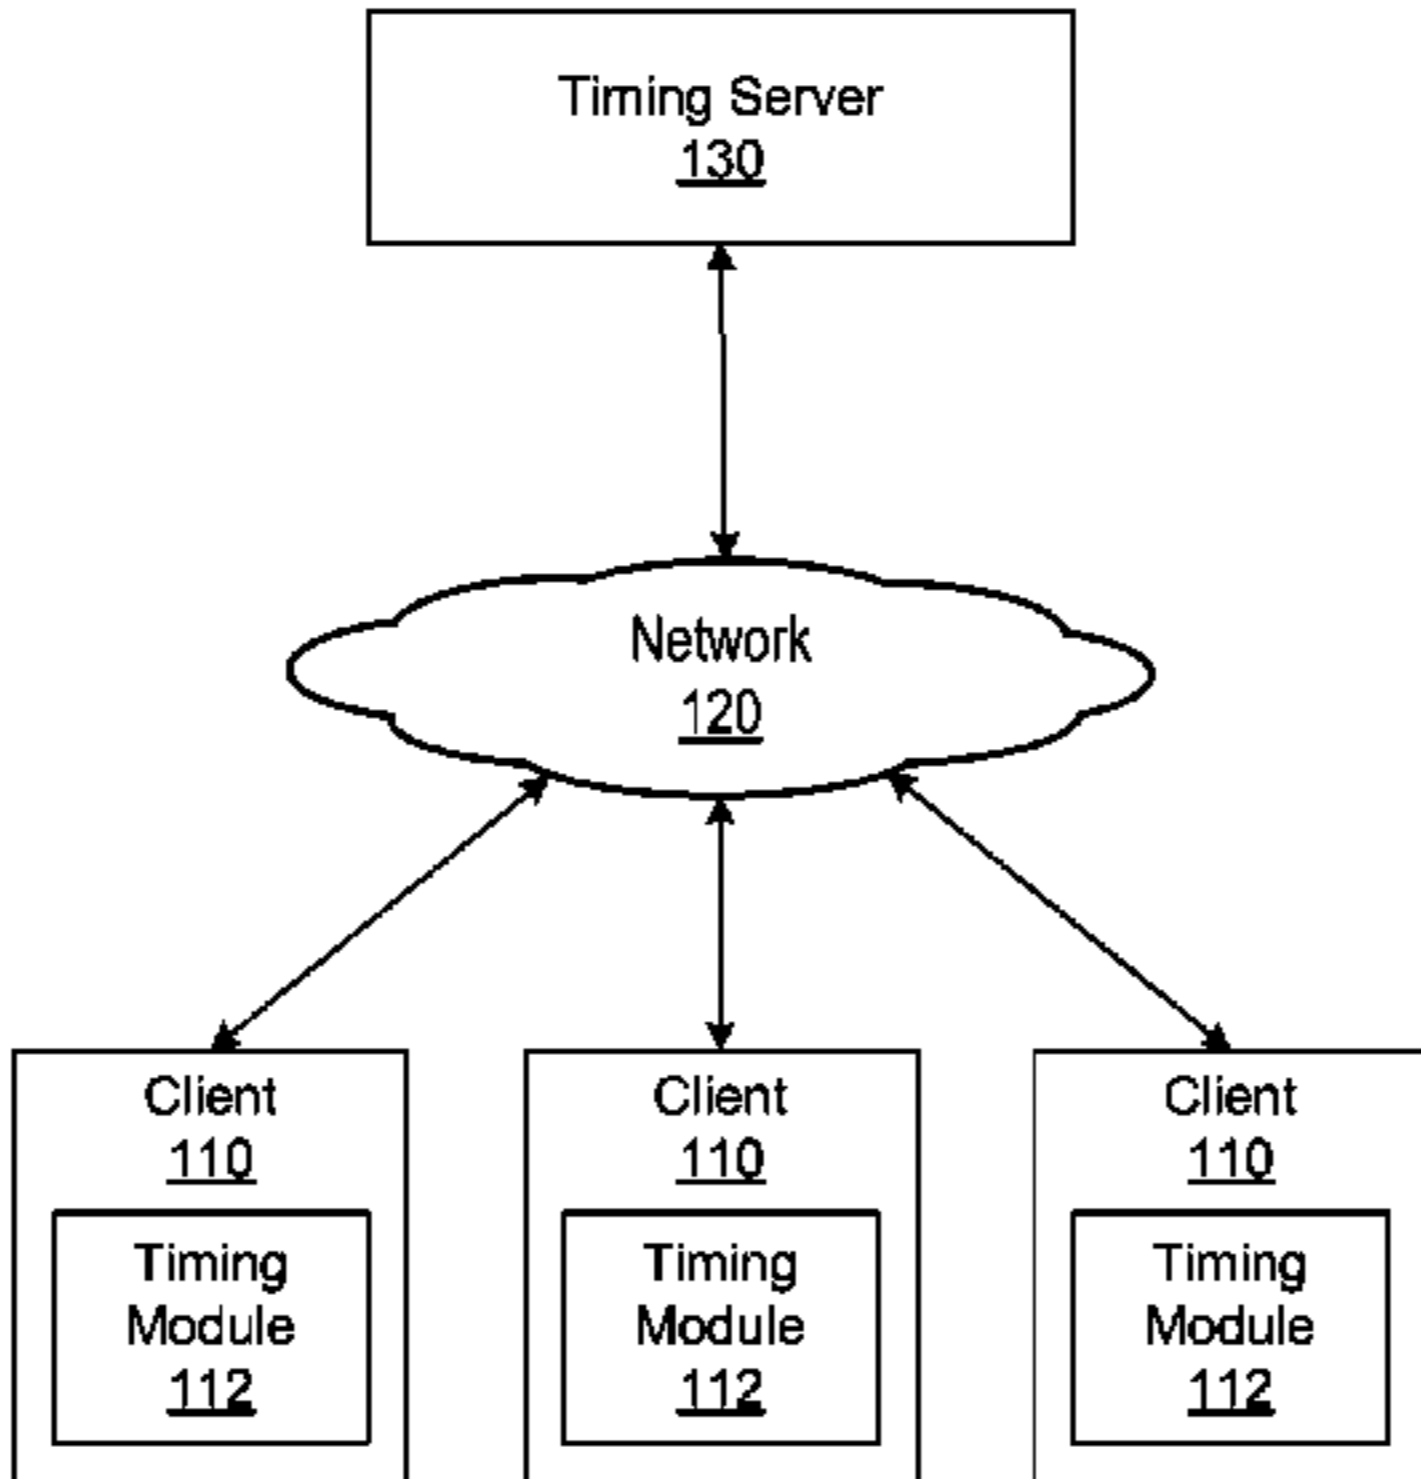 Timing Server
130
Network
120
Client
110
Timing
Module
112
Client
110
Timing
Module
112
Client
110
Timing
Module
112